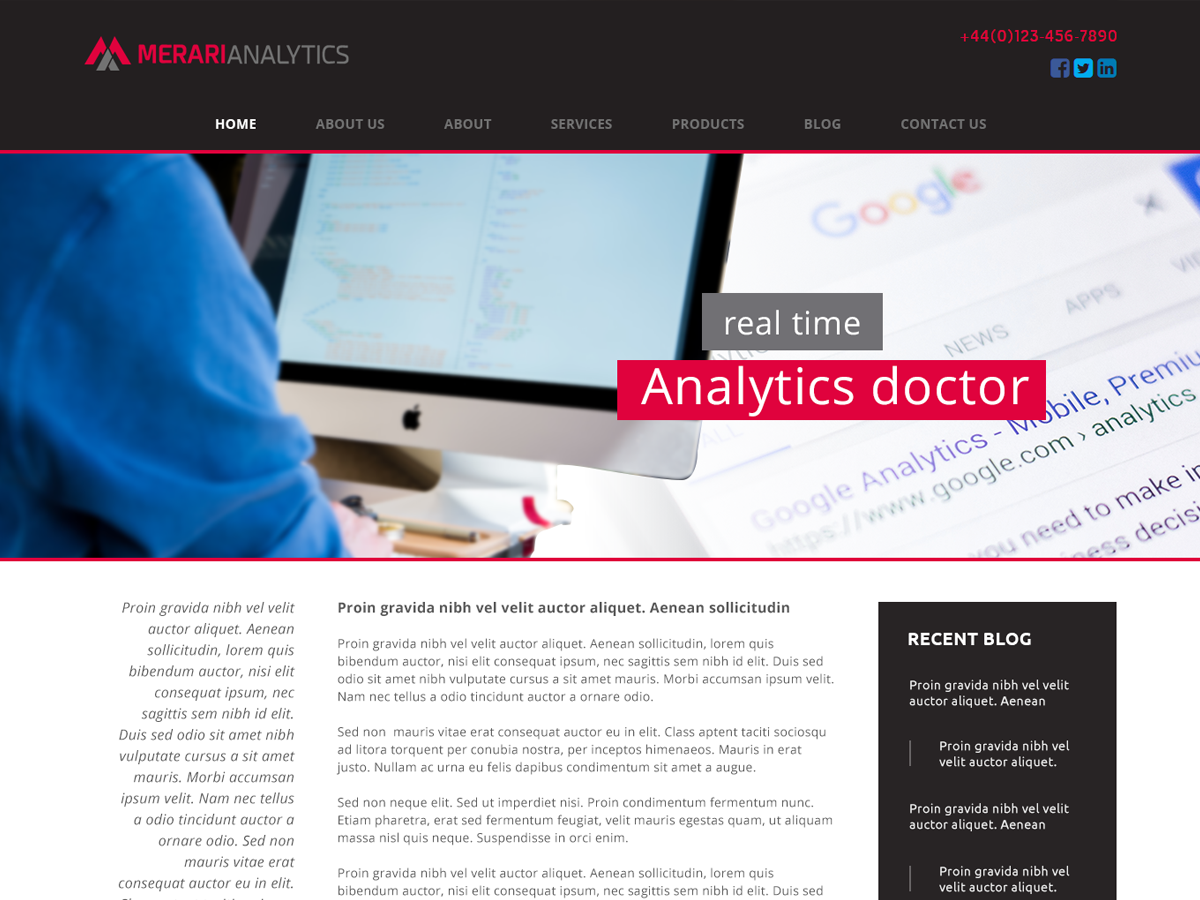 MERARIANALYTICS
+44(0)123-456-7890
HOME
ABOUT US
ABOUT
SERVICES
PRODUCTS
BLOG
CONTACT US
Google
APPS
NEWS
real time
Analytics doctor
ALL
Google Analytics - Mobile, Premiu
https://www.google.com › analytics
you need to make in
ness decisi
Proin gravida nibh vel velit
auctor aliquet. Aenean
sollicitudin, lorem quis
bibendum auctor, nisi elit
consequat ipsum, nec
sagittis sem nibh id elit.
Duis sed odio sit amet nibh
vulputate cursus a sit amet
mauris. Morbi accumsan
ipsum velit. Nam nec tellus
a odio tincidunt auctor a
ornare odio. Sed non
mauris vitae erat
consequat auctor eu in elit.
Proin gravida nibh vel velit auctor aliquet. Aenean sollicitudin
Proin gravida nibh vel velit auctor aliquet. Aenean sollicitudin, lorem quis
bibendum auctor, nisi elit consequat ipsum, nec sagittis sem nibh id elit. Duis sed
odio sit amet nibh vulputate cursus a sit amet mauris. Morbi accumsan ipsum velit.
Nam nec tellus a odio tincidunt auctor a ornare odio.
Sed non mauris vitae erat consequat auctor eu in elit. Class aptent taciti sociosqu
ad litora torquent per conubia nostra, per inceptos himenaeos. Mauris in erat
justo. Nullam ac urna eu felis dapibus condimentum sit amet a augue.
Sed non neque elit. Sed ut imperdiet nisi. Proin condimentum fermentum nunc.
Etiam pharetra, erat sed fermentum feugiat, velit mauris egestas quam, ut aliquam
massa nisl quis neque. Suspendisse in orci enim.
Proin gravida nibh vel velit auctor aliquet. Aenean sollicitudin, lorem quis
bibendum auctor, nisi elit consequat ipsum, nec sagittis sem nibh id elit. Duis sed
RECENT BLOG
Proin gravida nibh vel velit
auctor aliquet. Aenean
Proin gravida nibh vel
velit auctor aliquet.
Proin gravida nibh vel velit
auctor aliquet. Aenean
Proin gravida nibh vel
velit auctor aliquet.